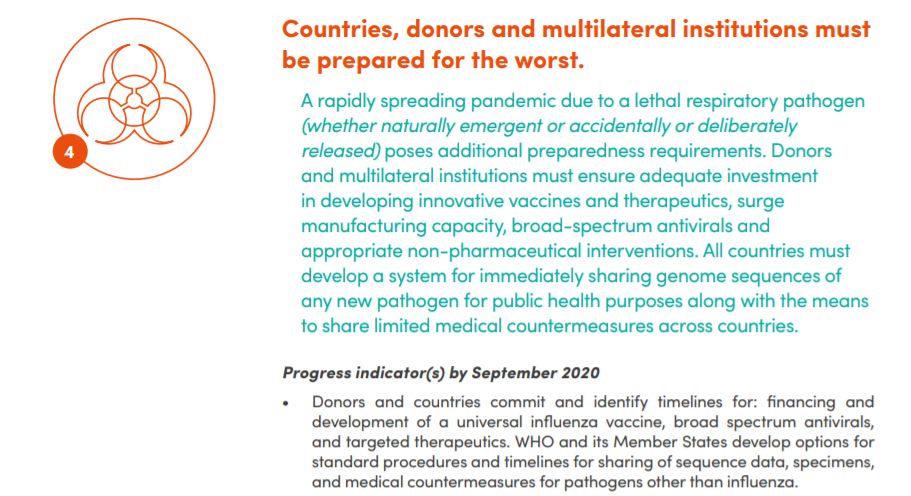 Countries, donors and multilateral institutions must
be prepared for the worst.
4
A rapidly spreading pandemic due to a lethal respiratory pathogen
(whether naturally emergent or accidentally or deliberately
released) poses additional preparedness requirements. Donors
and multilateral institutions must ensure adequate investment
in developing innovative vaccines and therapeutics, surge
manufacturing capacity, broad-spectrum antivirals and
appropriate non-pharmaceutical interventions. All countries must
develop a system for immediately sharing genome sequences of
any new pathogen for public health purposes along with the means
to share limited medical countermeasures across countries.
Progress indicator(s) by September 2020
• Donors and countries commit and identify timelines for: financing and
development of a universal influenza vaccine, broad spectrum antivirals,
and targeted therapeutics. WHO and its Member States develop options for
standard procedures and timelines for sharing of sequence data, specimens,
and medical countermeasures for pathogens other than influenza.